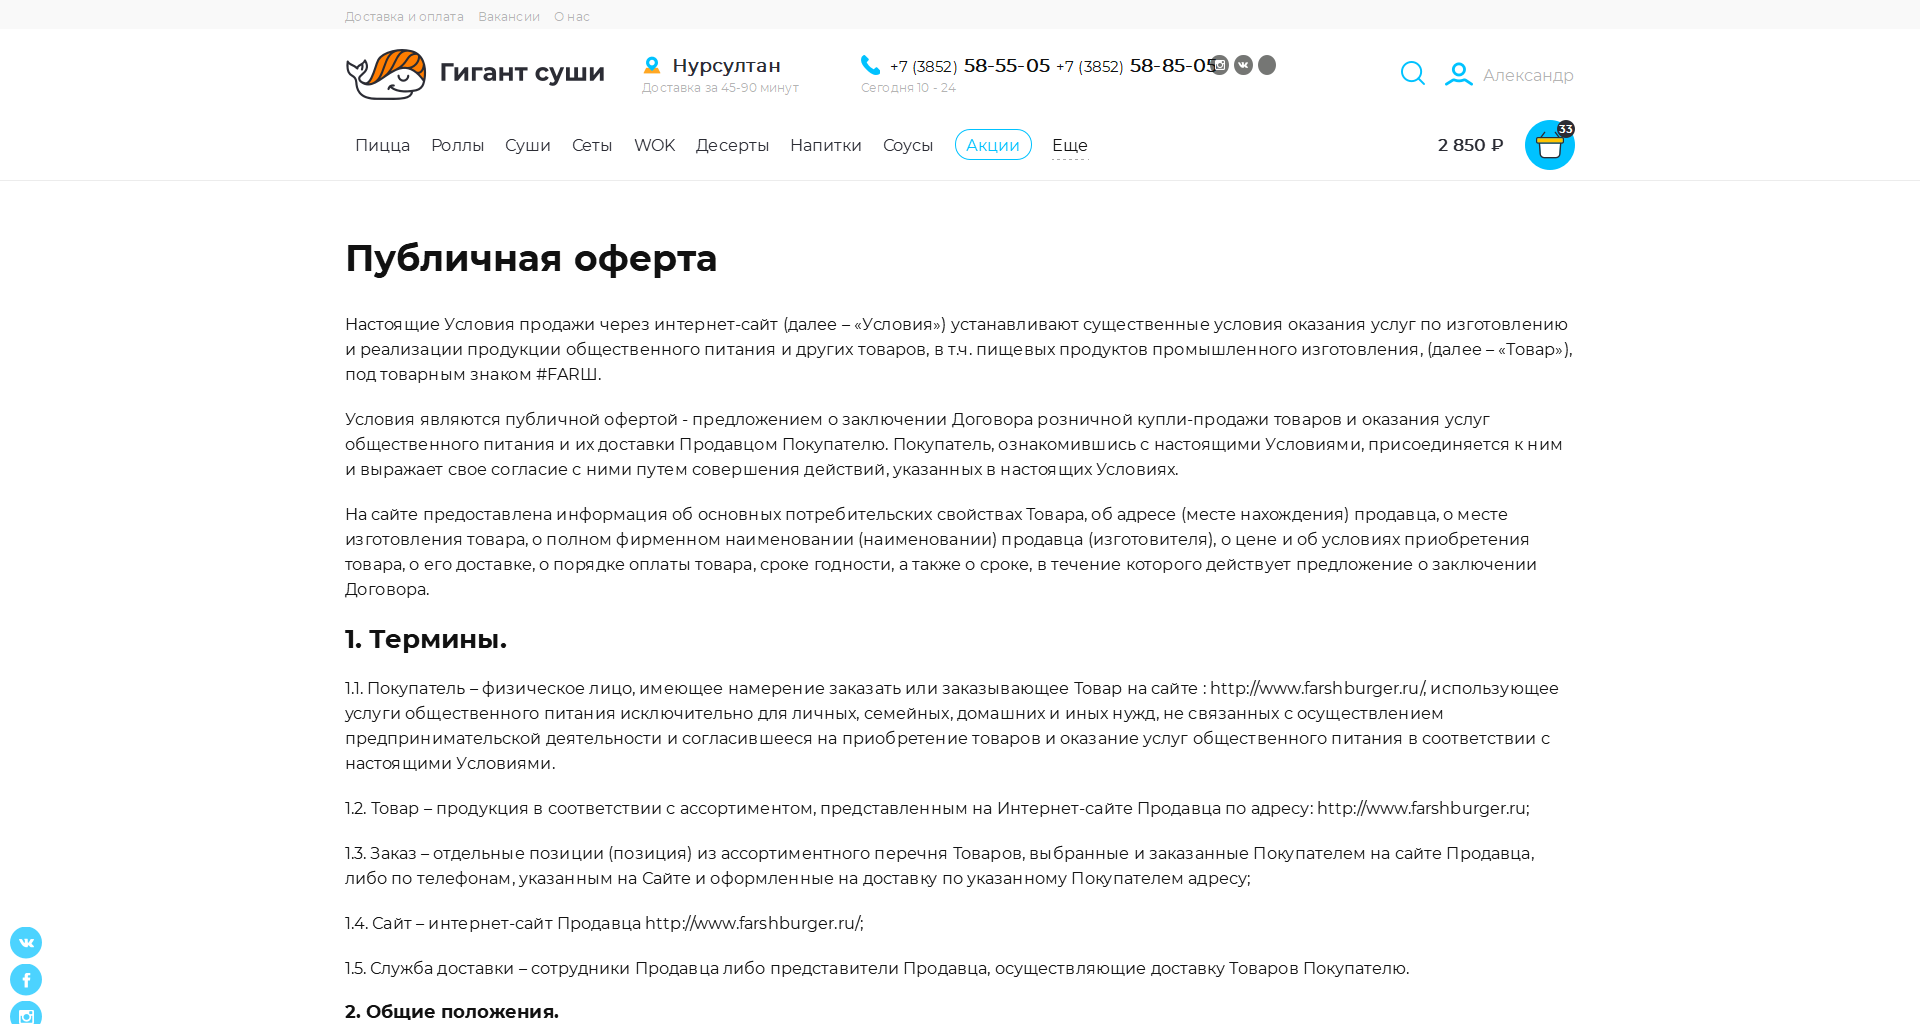 Доставка и оплата Вакансии О нас
Гигант суши
Нурсултан
Доставка за 45-90 минут
+7 (3852) 58-55-05 +7 (3852) 58-85-05
Сегодня 10 - 24
Александр
Пицца Роллы Суши Сеты WOK Десерты Напитки Соусы Акции Еще
2 850 ₽
33
Публичная оферта
Настоящие Условия продажи через интернет-сайт (далее – «Условия») устанавливают существенные условия оказания услуг по изготовлению
и реализации продукции общественного питания и других товаров, в т.ч. пищевых продуктов промышленного изготовления, (далее – «Товар»),
под товарным знаком #FARШ.
Условия являются публичной офертой - предложением о заключении Договора розничной купли-продажи товаров и оказания услуг
общественного питания и их доставки Продавцом Покупателю. Покупатель, ознакомившись с настоящими Условиями, присоединяется к ним
и выражает свое согласие с ними путем совершения действий, указанных в настоящих Условиях.
На сайте предоставлена информация об основных потребительских свойствах Товара, об адресе (месте нахождения) продавца, о месте
изготовления товара, о полном фирменном наименовании (наименовании) продавца (изготовителя), о цене и об условиях приобретения
товара, о его доставке, о порядке оплаты товара, сроке годности, а также о сроке, в течение которого действует предложение о заключении
Договора.
1. Термины.
1.1. Покупатель – физическое лицо, имеющее намерение заказать или заказывающее Товар на сайте : http://www.farshburger.ru/, использующее
услуги общественного питания исключительно для личных, семейных, домашних и иных нужд, не связанных с осуществлением
предпринимательской деятельности и согласившееся на приобретение товаров и оказание услуг общественного питания в соответствии с
настоящими Условиями.
1.2. Товар – продукция в соответствии с ассортиментом, представленным на Интернет-сайте Продавца по адресу: http://www.farshburger.ru;
1.3. Заказ – отдельные позиции (позиция) из ассортиментного перечня Товаров, выбранные и заказанные Покупателем на сайте Продавца,
либо по телефонам, указанным на Сайте и оформленные на доставку по указанному Покупателем адресу;
1.4. Сайт – интернет-сайт Продавца http://www.farshburger.ru/;
1.5. Служба доставки – сотрудники Продавца либо представители Продавца, осуществляющие доставку Товаров Покупателю.
2. Общие положения.